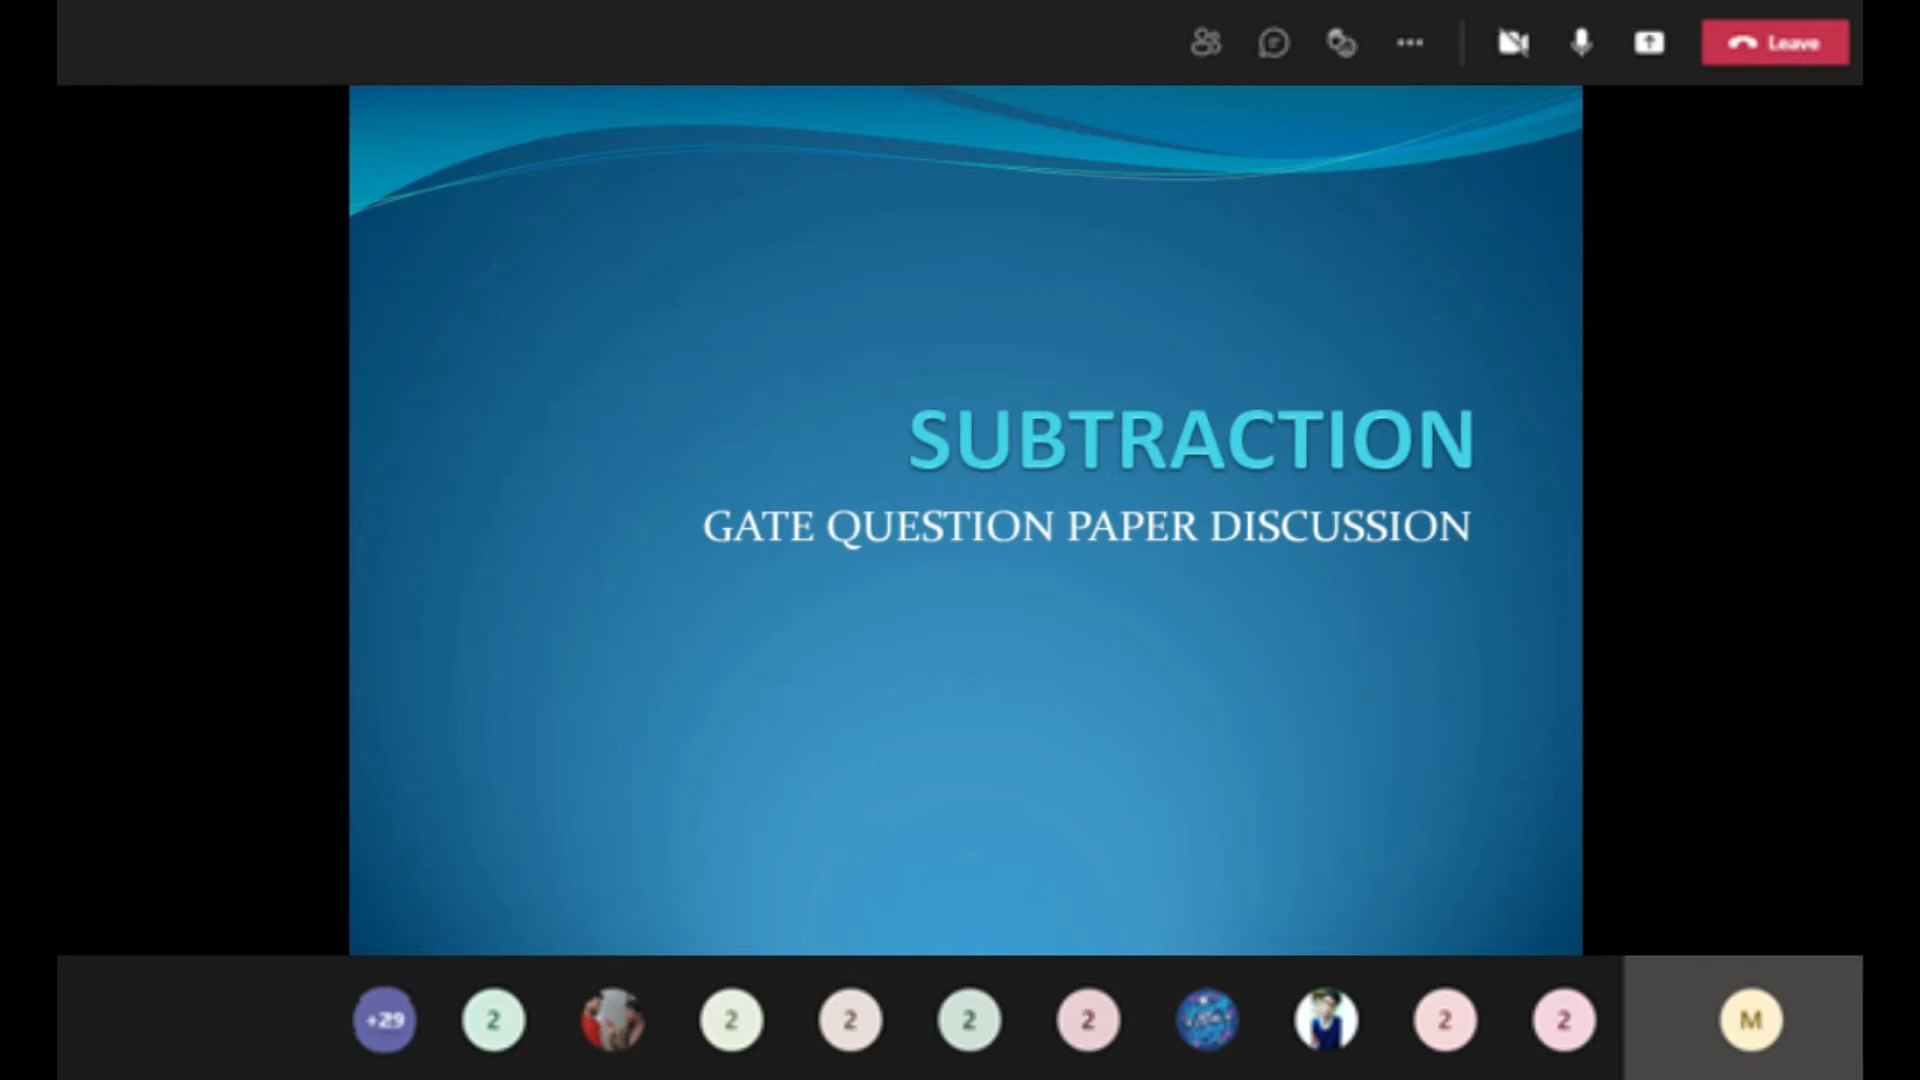 Leave
SUBTRACTION
GATE QUESTION PAPER DISCUSSION
+29 2 2 2 2 2 2 2 M